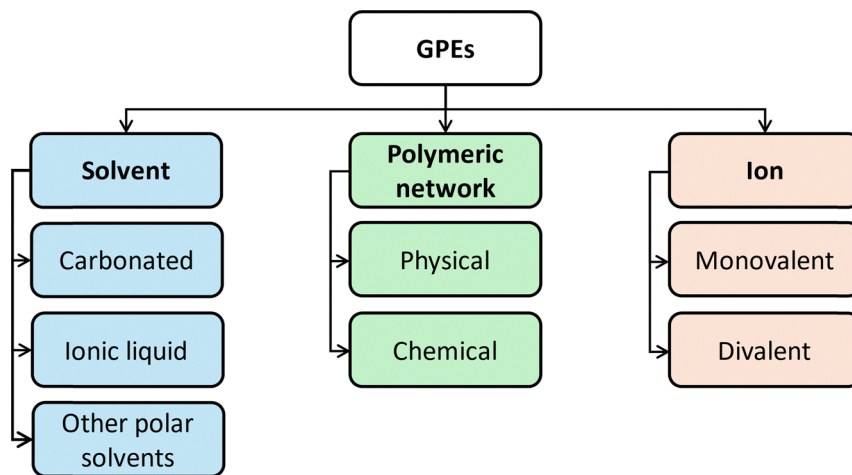 GPEs
Solvent
Carbonated
Ionic liquid
Other polar
solvents
Polymeric
network
Physical
Chemical
Ion
Monovalent
Divalent